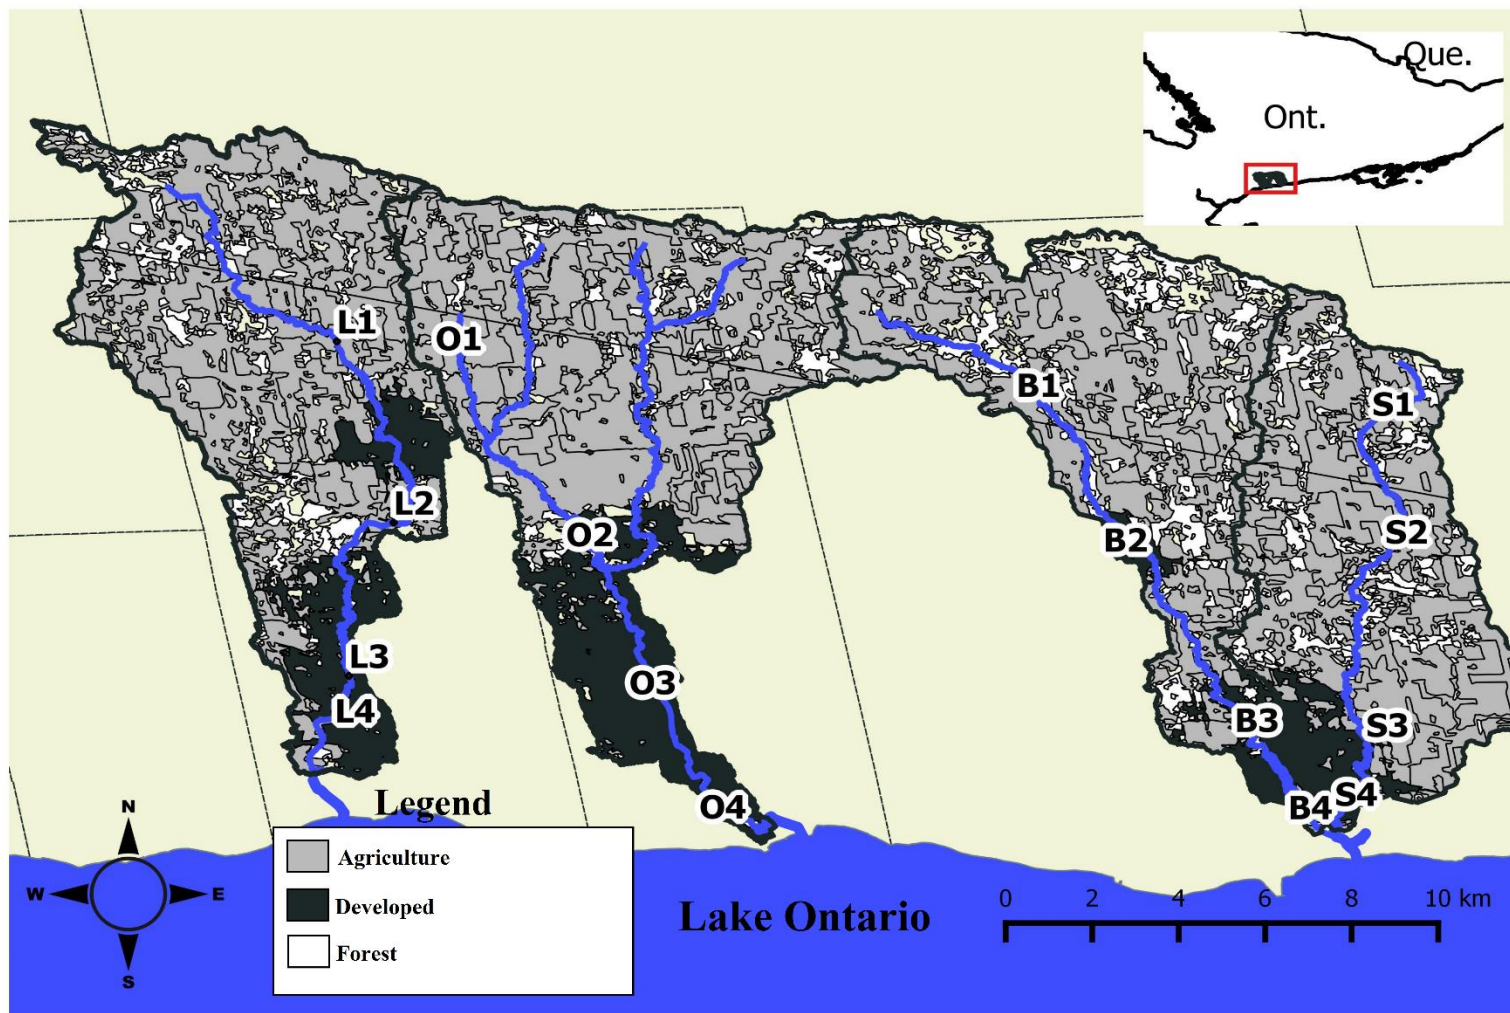 Que.
Ont.
L1
O1
B1
S1
L2
O2
B2
S2
L3
O3
B3
S3
L4
O4
B4
S4
N
W
E
S
Legend
Agriculture
Developed
Forest
Lake Ontario
0 2 4 6 8 10 km